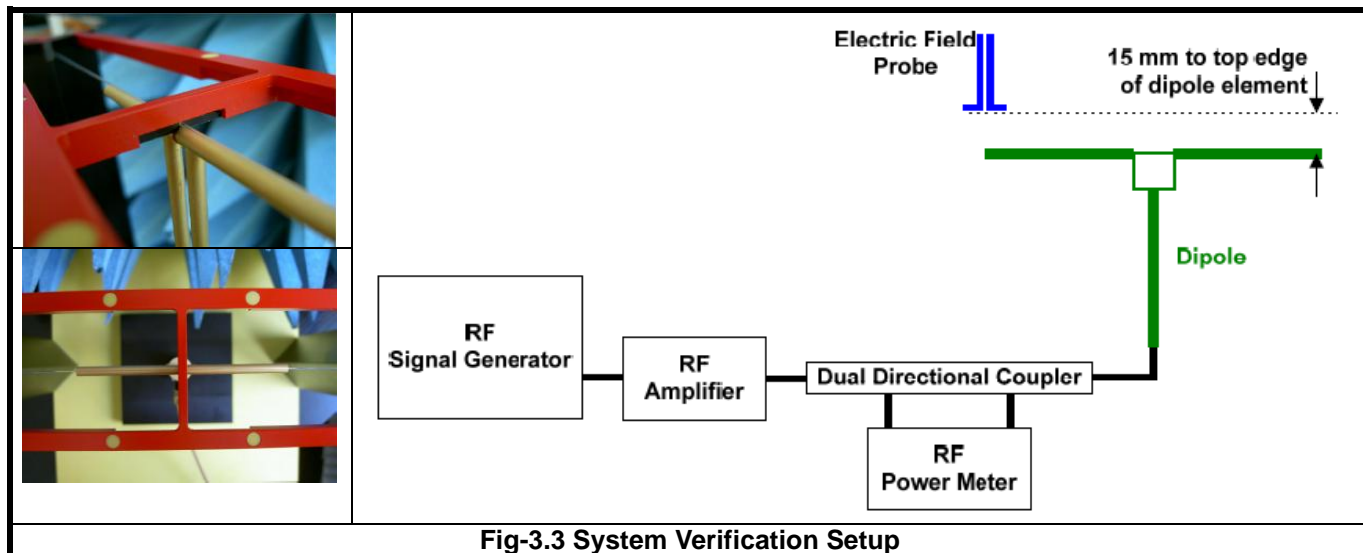 Electric Field
Probe
15 mm to top edge
of dipole element
Dipole
RF
Signal Generator
RF
Amplifier
Dual Directional Coupler
RF
Power Meter
Fig-3.3 System Verification Setup